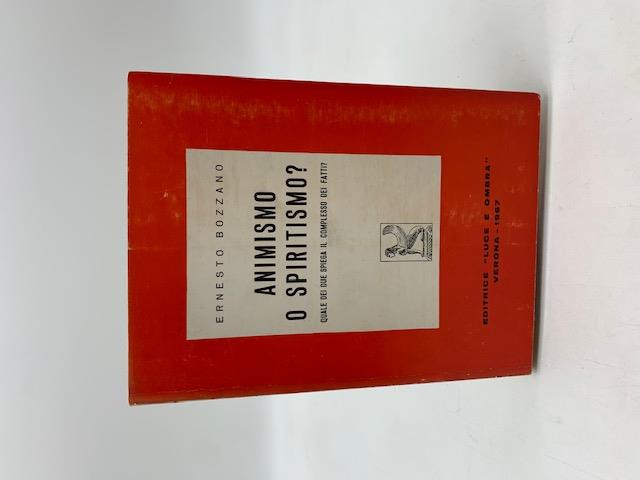 ERNESTO BOZZANO
ANIMISMO
O SPIRITISMO?
QUALE DEI DUE SPIEGA IL COMPLESSO DEI FATTI?
EDITRICE "LUCE E OMBRA"
VERONA - 1967